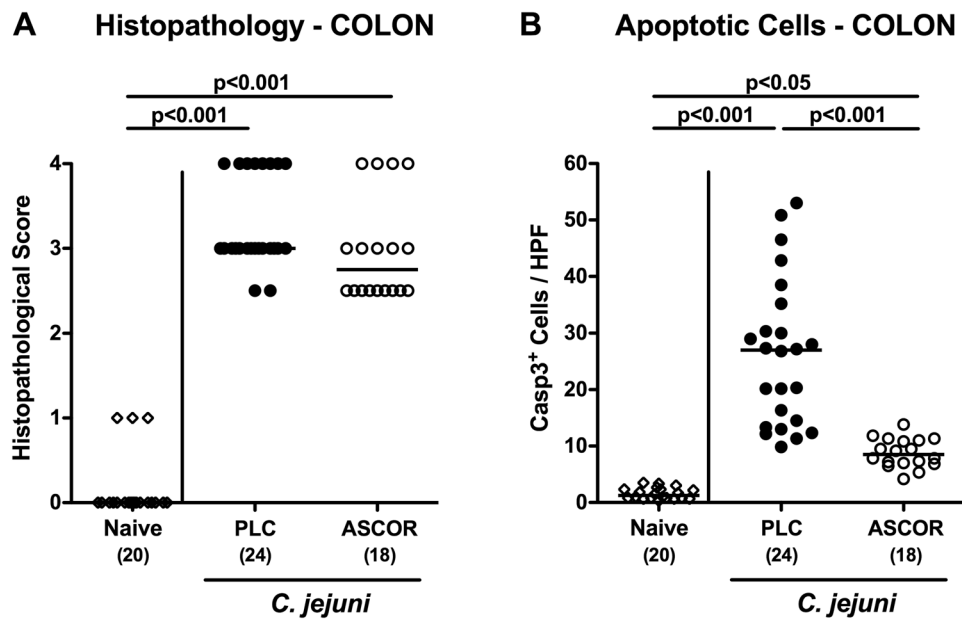 A Histopathology - COLON
p<0.001
p<0.001
Histopathological Score
4
3
2
1
0
Naive PLC ASCOR
(20) (24) (18)
C. jejuni
B Apoptotic Cells - COLON
p<0.05
p<0.001 p<0.001
Casp3⁺ Cells / HPF
60
50
40
30
20
10
0
Naive PLC ASCOR
(20) (24) (18)
C. jejuni